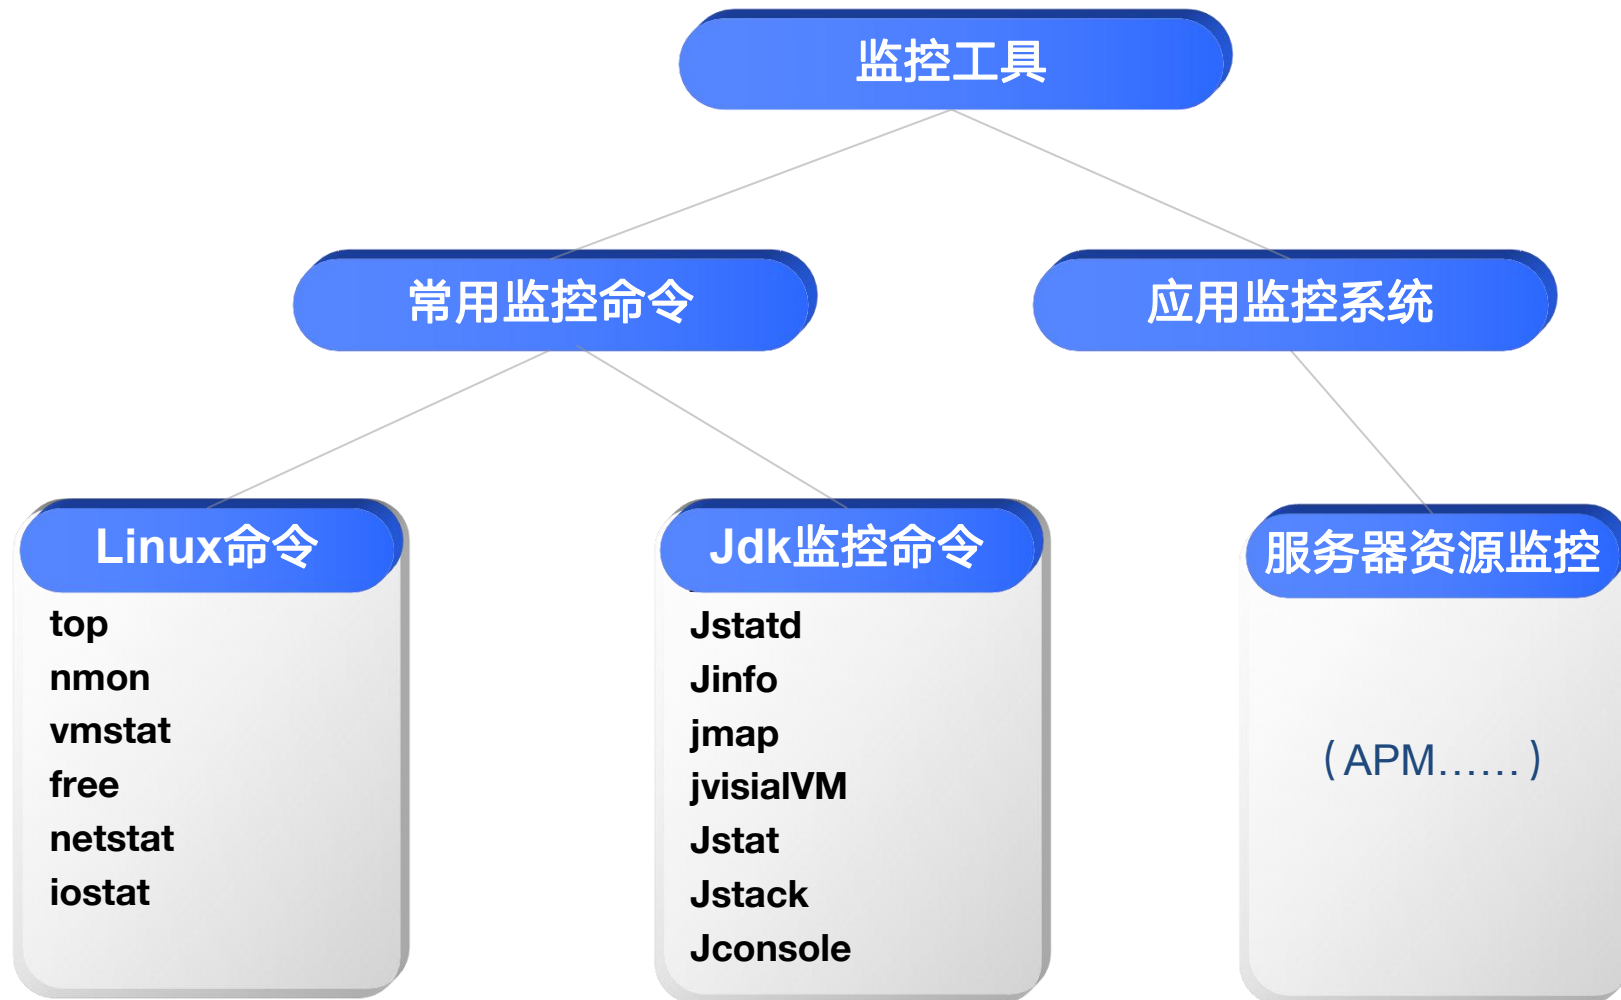 监控工具
常用监控命令
应用监控系统
Linux命令
top
nmon
vmstat
free
netstat
iostat
Jdk监控命令
Jstatd
Jinfo
jmap
jvisialVM
Jstat
Jstack
Jconsole
服务器资源监控
（APM……）